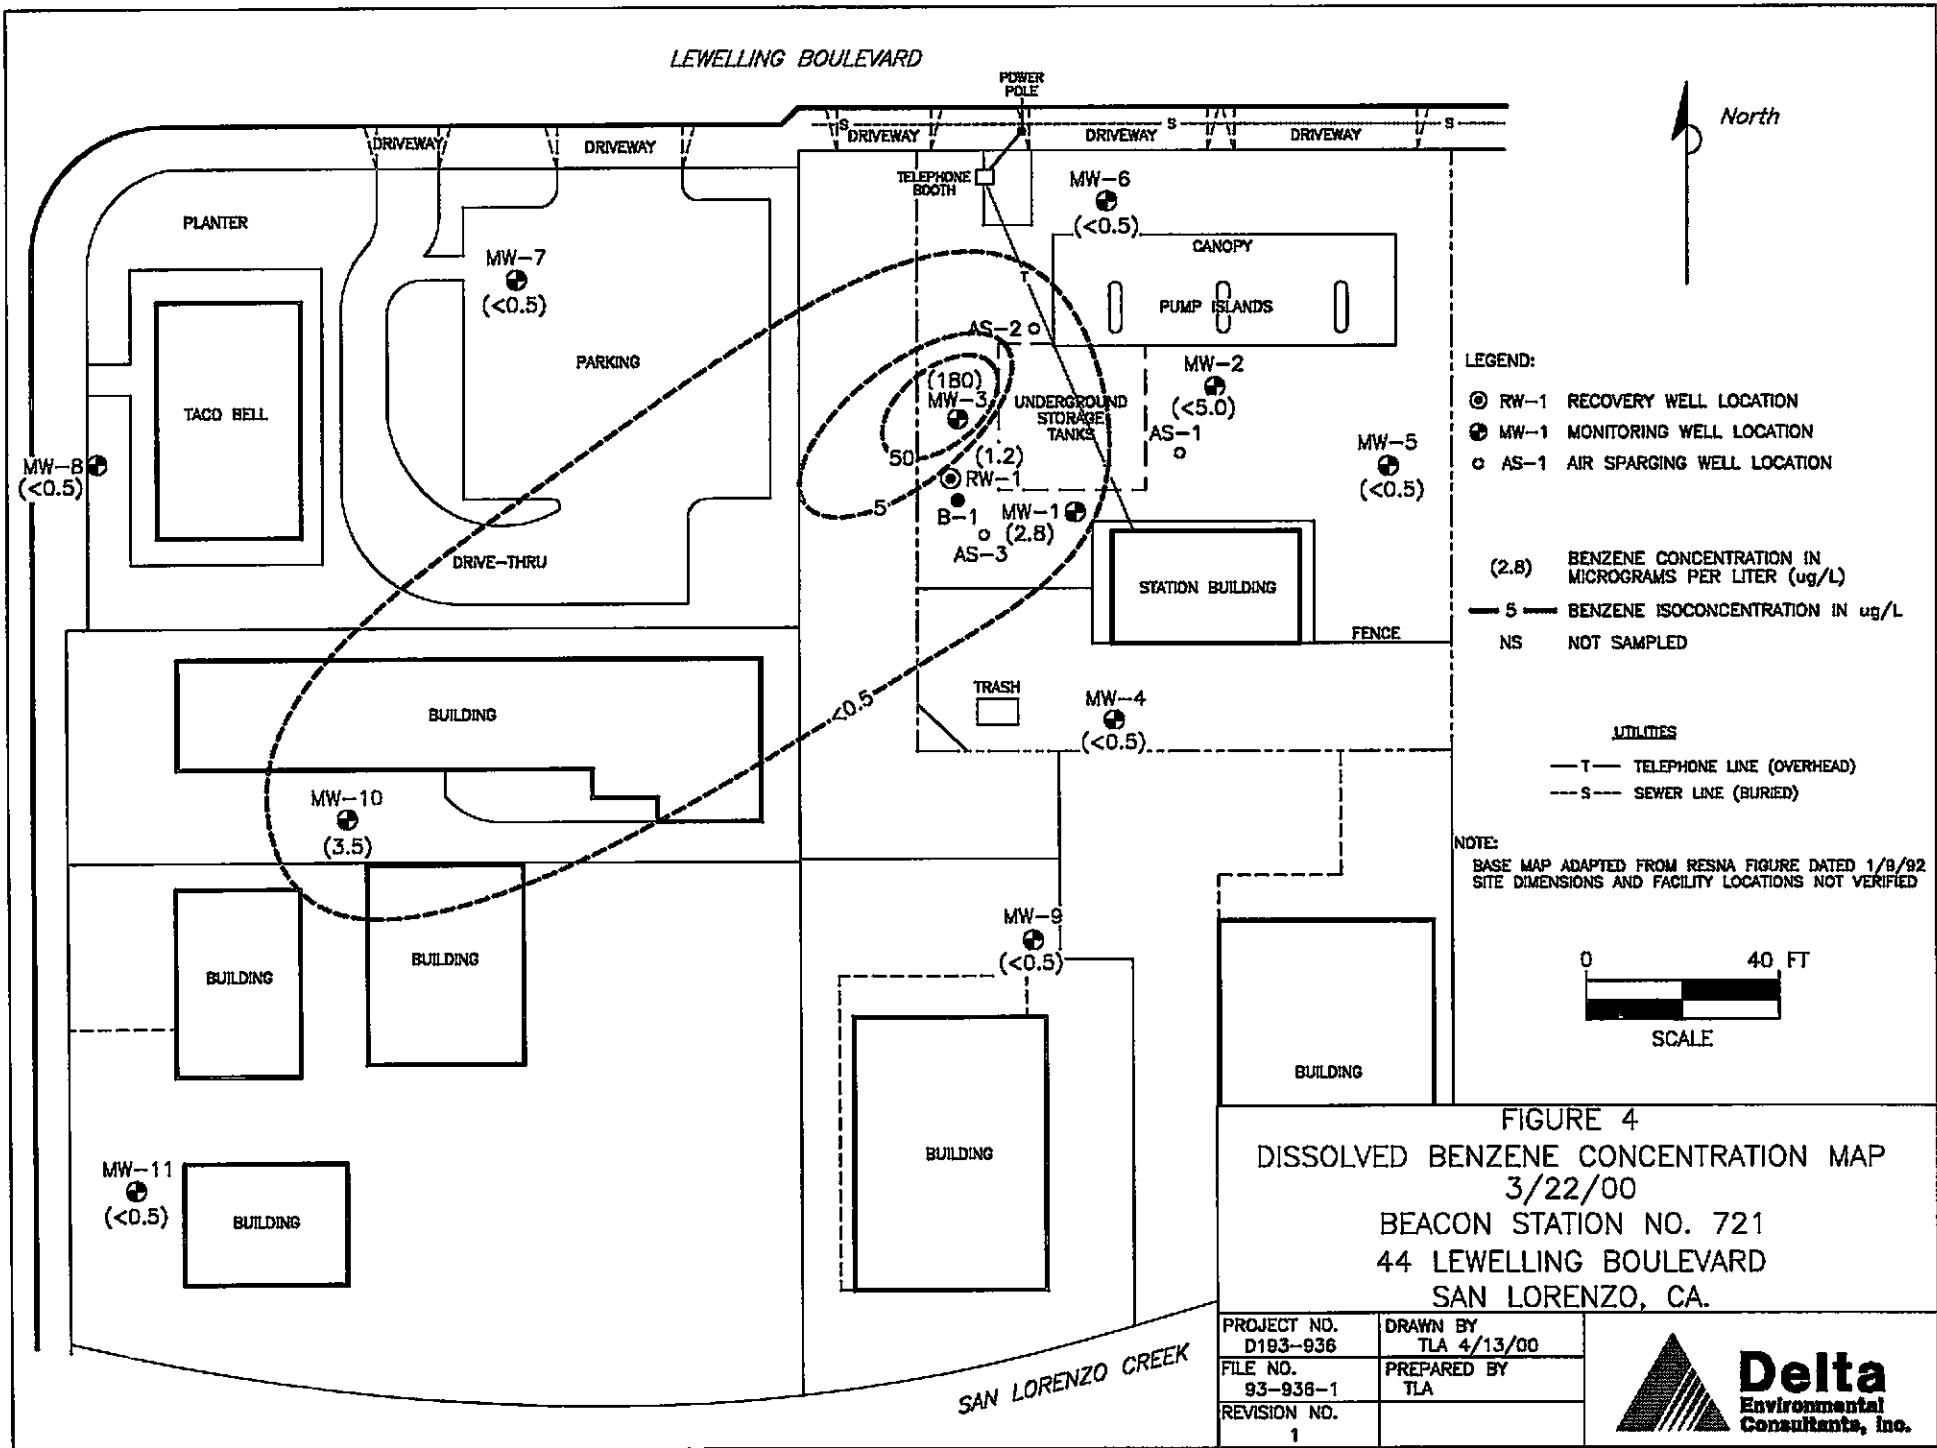 LEWELLING BOULEVARD
POWER
POLE
North
S
DRIVEWAY
DRIVEWAY
DRIVEWAY
DRIVEWAY
S
DRIVEWAY
S
TELEPHONE
BOOTH
MW-6
(<0.5)
PLANTER
MW-7
(<0.5)
CANOPY
T
PUMP ISLANDS
AS-2
PARKING
MW-2
(<5.0)
LEGEND:
RW-1 RECOVERY WELL LOCATION
MW-1 MONITORING WELL LOCATION
AS-1 AIR SPARGING WELL LOCATION
(2.8) BENZENE CONCENTRATION IN
MICROGRAMS PER LITER (ug/L)
5 BENZENE ISOCONCENTRATION IN ug/L
NS NOT SAMPLED
(180)
MW-3
UNDERGROUND
STORAGE
TANKS
TACO BELL
AS-1
MW-5
(<0.5)
MW-8
(<0.5)
50
(1.2)
RW-1
5
B-1
MW-1
(2.8)
AS-3
DRIVE-THRU
STATION BUILDING
FENCE
TRASH
MW-4
(<0.5)
<0.5
BUILDING
UTILITIES
T TELEPHONE LINE (OVERHEAD)
S SEWER LINE (BURIED)
MW-10
(3.5)
NOTE:
BASE MAP ADAPTED FROM RESNA FIGURE DATED 1/8/92
SITE DIMENSIONS AND FACILITY LOCATIONS NOT VERIFIED
MW-9
(<0.5)
BUILDING
BUILDING
0 40 FT
SCALE
BUILDING
BUILDING
MW-11
(<0.5)
BUILDING
SAN LORENZO CREEK
FIGURE 4
DISSOLVED BENZENE CONCENTRATION MAP
3/22/00
BEACON STATION NO. 721
44 LEWELLING BOULEVARD
SAN LORENZO, CA.
PROJECT NO.
D193-936
DRAWN BY
TLA 4/13/00
FILE NO.
93-936-1
PREPARED BY
TLA
REVISION NO.
1
Delta
Environmental
Consultants, Inc.